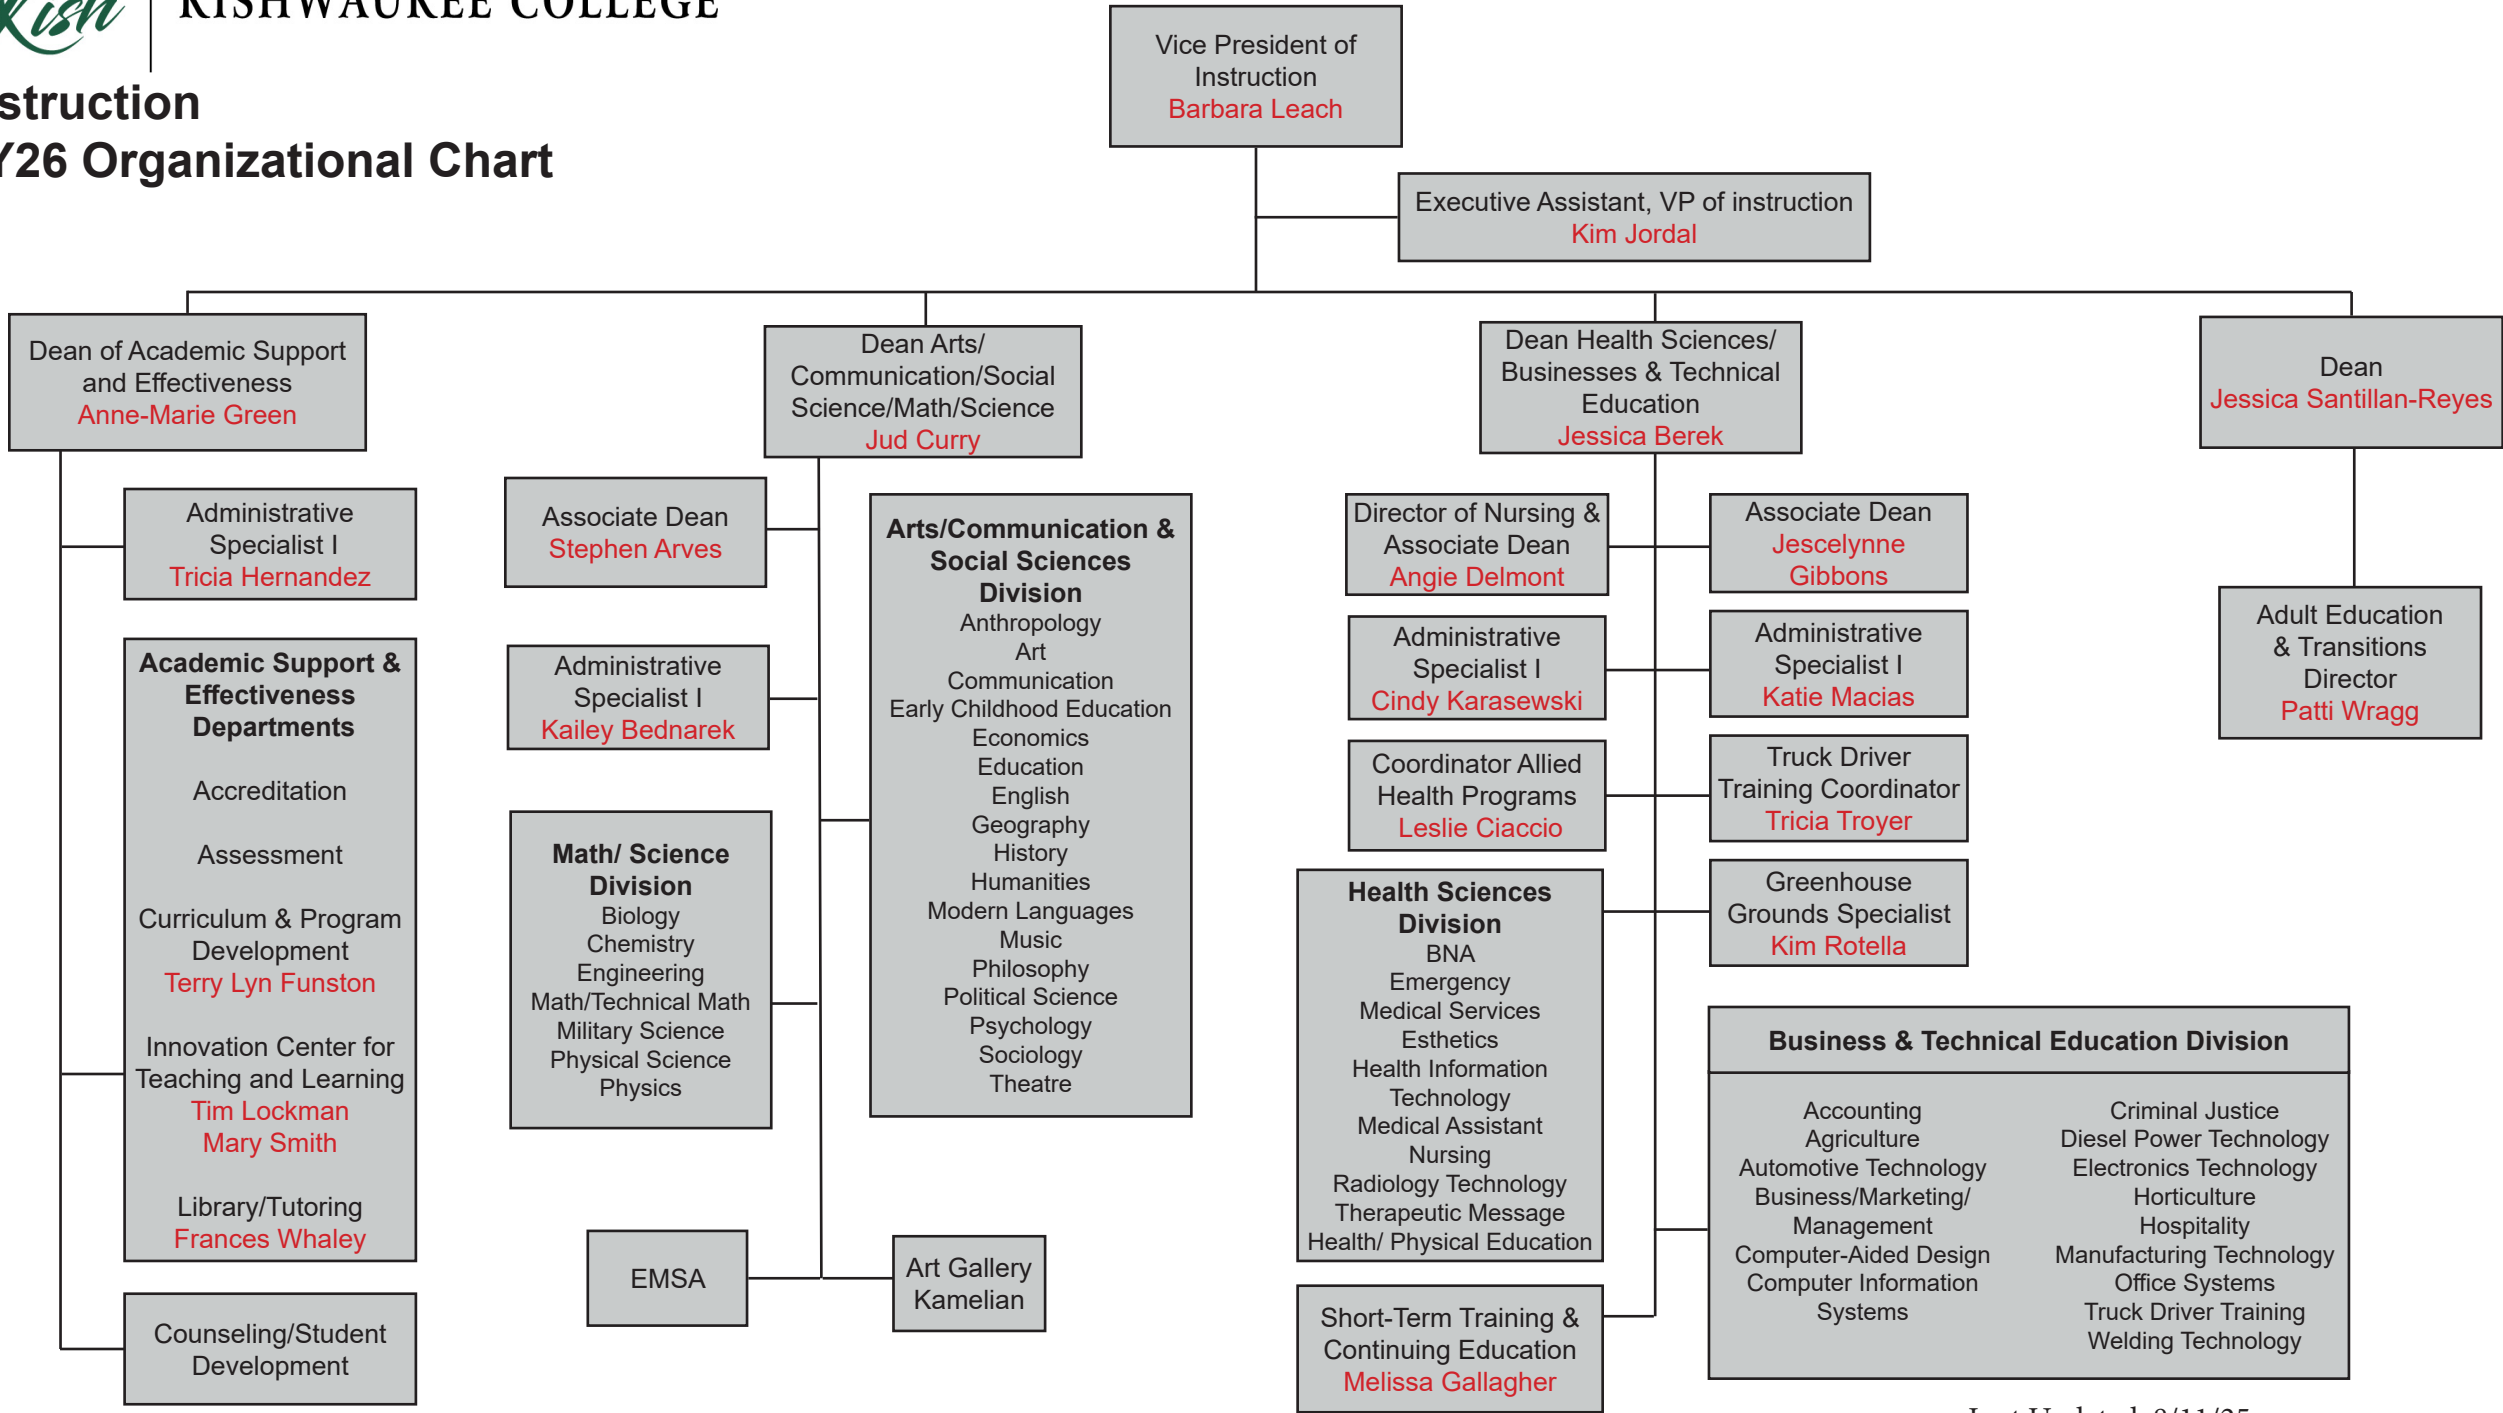 Kish
KISHWAUKEE COLLEGE
struction
Y26 Organizational Chart
Vice President of
Instruction
Barbara Leach
Executive Assistant, VP of instruction
Kim Jordal
Dean of Academic Support
and Effectiveness
Anne-Marie Green
Administrative
Specialist I
Tricia Hernandez
Academic Support &
Effectiveness
Departments
Accreditation
Assessment
Curriculum & Program
Development
Terry Lyn Funston
Innovation Center for
Teaching and Learning
Tim Lockman
Mary Smith
Library/Tutoring
Frances Whaley
Counseling/Student
Development
Dean Arts/
Communication/Social
Science/Math/Science
Jud Curry
Associate Dean
Stephen Arves
Administrative
Specialist I
Kailey Bednarek
Math/ Science
Division
Biology
Chemistry
Engineering
Math/Technical Math
Military Science
Physical Science
Physics
EMSA
Arts/Communication &
Social Sciences
Division
Anthropology
Art
Communication
Early Childhood Education
Economics
Education
English
Geography
History
Humanities
Modern Languages
Music
Philosophy
Political Science
Psychology
Sociology
Theatre
Art Gallery
Kamelian
Dean Health Sciences/
Businesses & Technical
Education
Jessica Berek
Director of Nursing &
Associate Dean
Angie Delmont
Administrative
Specialist I
Cindy Karasewski
Coordinator Allied
Health Programs
Leslie Ciaccio
Health Sciences
Division
BNA
Emergency
Medical Services
Esthetics
Health Information
Technology
Medical Assistant
Nursing
Radiology Technology
Therapeutic Message
Health/ Physical Education
Short-Term Training &
Continuing Education
Melissa Gallagher
Associate Dean
Jescelynne
Gibbons
Administrative
Specialist I
Katie Macias
Truck Driver
Training Coordinator
Tricia Troyer
Greenhouse
Grounds Specialist
Kim Rotella
Business & Technical Education Division
Accounting
Agriculture
Automotive Technology
Business/Marketing/
Management
Computer-Aided Design
Computer Information
Systems
Criminal Justice
Diesel Power Technology
Electronics Technology
Horticulture
Hospitality
Manufacturing Technology
Office Systems
Truck Driver Training
Welding Technology
Dean
Jessica Santillan-Reyes
Adult Education
& Transitions
Director
Patti Wragg